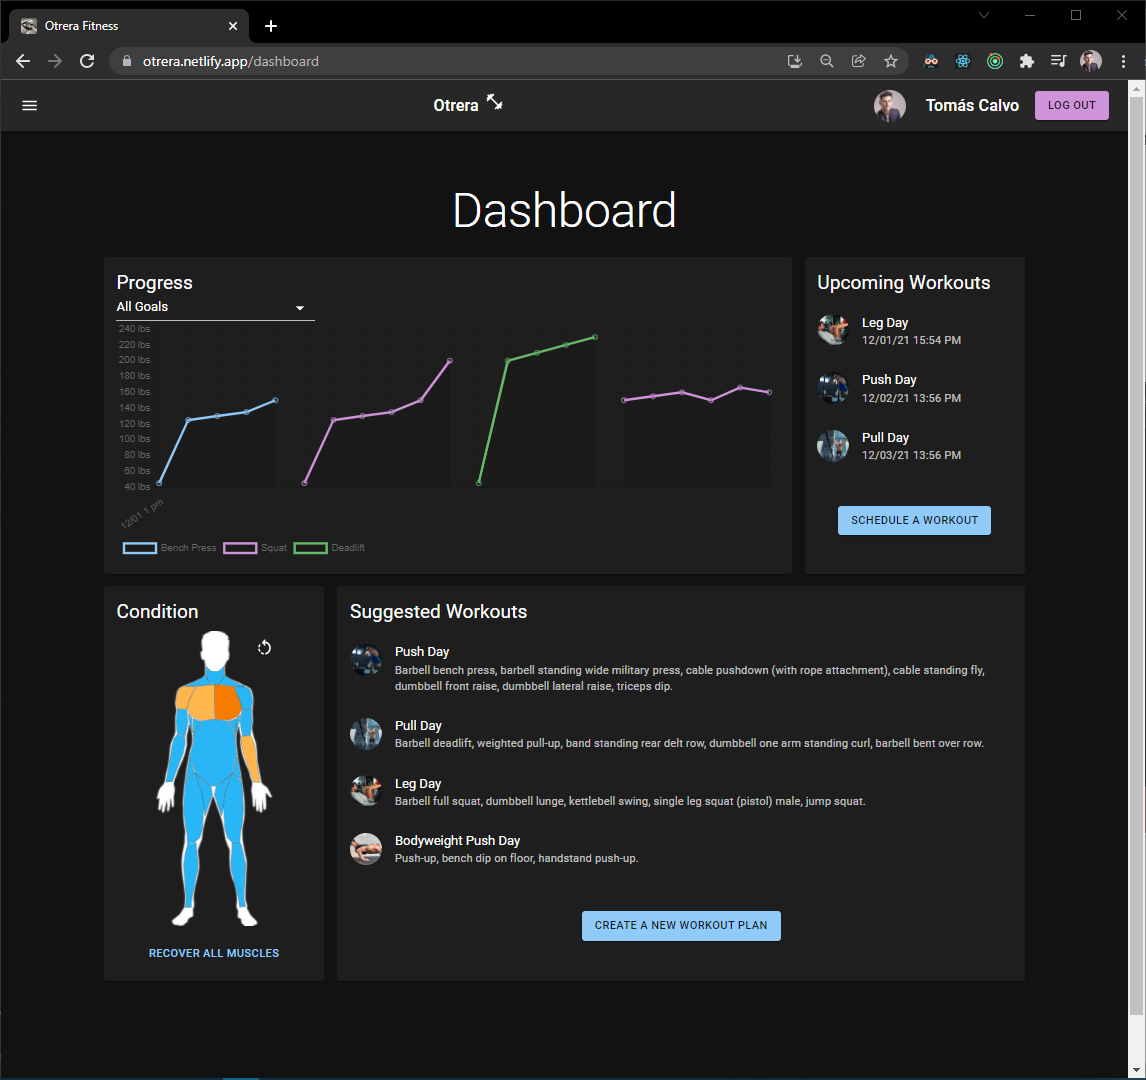 Otrera Fitness
otrera.netlify.app/dashboard
Otrera
Tomás Calvo
LOG OUT
Dashboard
Progress
All Goals
240 lbs
220 lbs
200 lbs
180 lbs
160 lbs
140 lbs
120 lbs
100 lbs
80 lbs
60 lbs
40 lbs
12/01 1 pm
Bench Press
Squat
Deadlift
Upcoming Workouts
Leg Day
12/01/21 15:54 PM
Push Day
12/02/21 13:56 PM
Pull Day
12/03/21 13:56 PM
SCHEDULE A WORKOUT
Condition
RECOVER ALL MUSCLES
Suggested Workouts
Push Day
Barbell bench press, barbell standing wide military press, cable pushdown (with rope attachment), cable standing fly,
dumbbell front raise, dumbbell lateral raise, triceps dip.
Pull Day
Barbell deadlift, weighted pull-up, band standing rear delt row, dumbbell one arm standing curl, barbell bent over row.
Leg Day
Barbell full squat, dumbbell lunge, kettlebell swing, single leg squat (pistol) male, jump squat.
Bodyweight Push Day
Push-up, bench dip on floor, handstand push-up.
CREATE A NEW WORKOUT PLAN